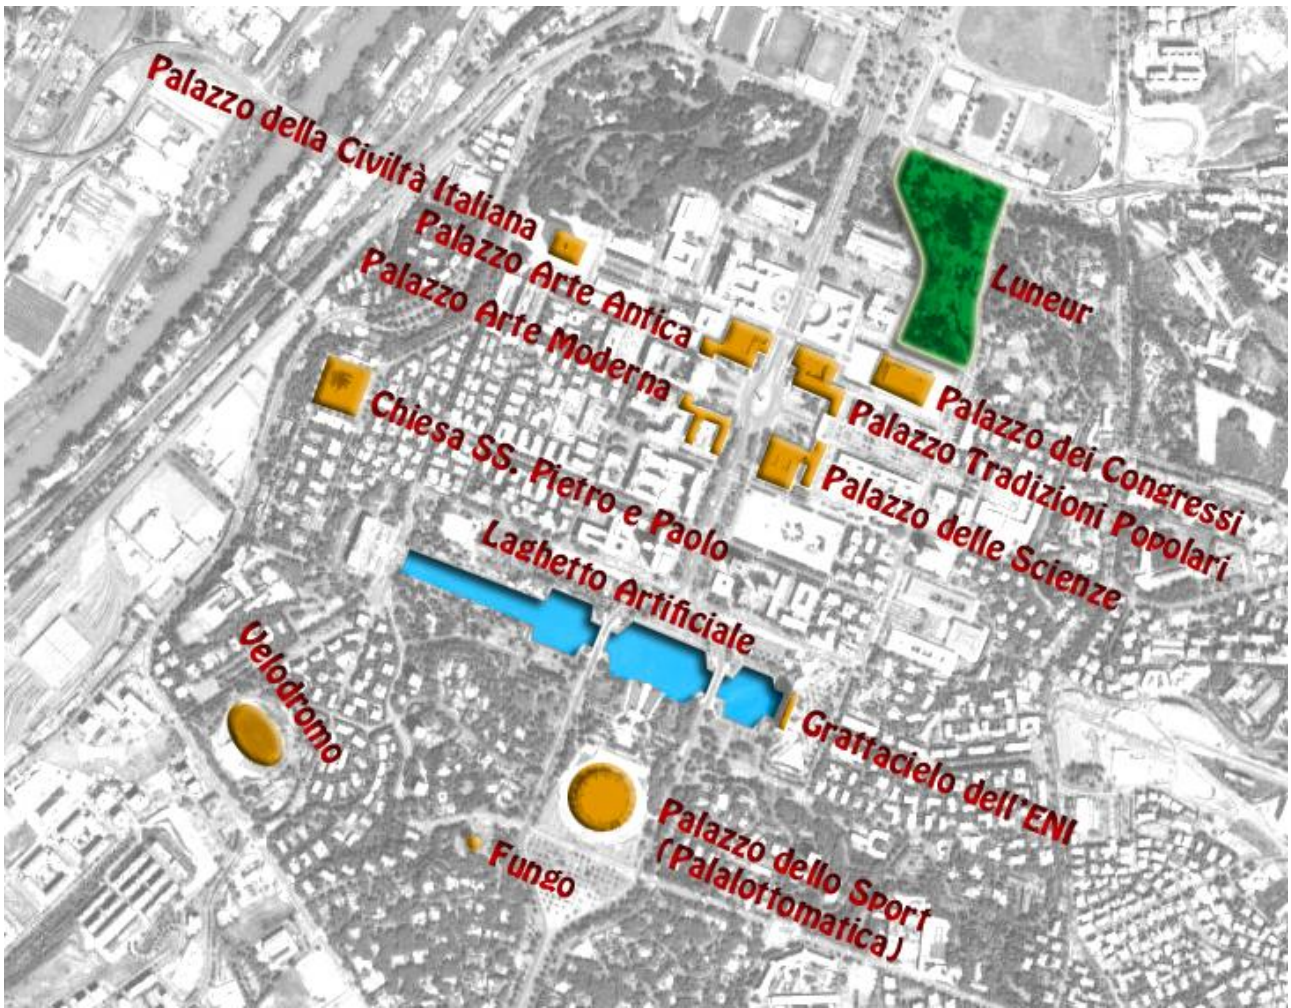 Palazzo della Civiltà Italiana
Palazzo Arte Antica
Palazzo Arte Moderna
Luneur
Chiesa SS. Pietro e Paolo
Palazzo dei Congressi
Palazzo Tradizioni Popolari
Palazzo delle Scienze
Laghetto Artificiale
Velodromo
Grattacielo dell'ENI
Palazzo dello Sport
(Palalottomatica)
Fungo